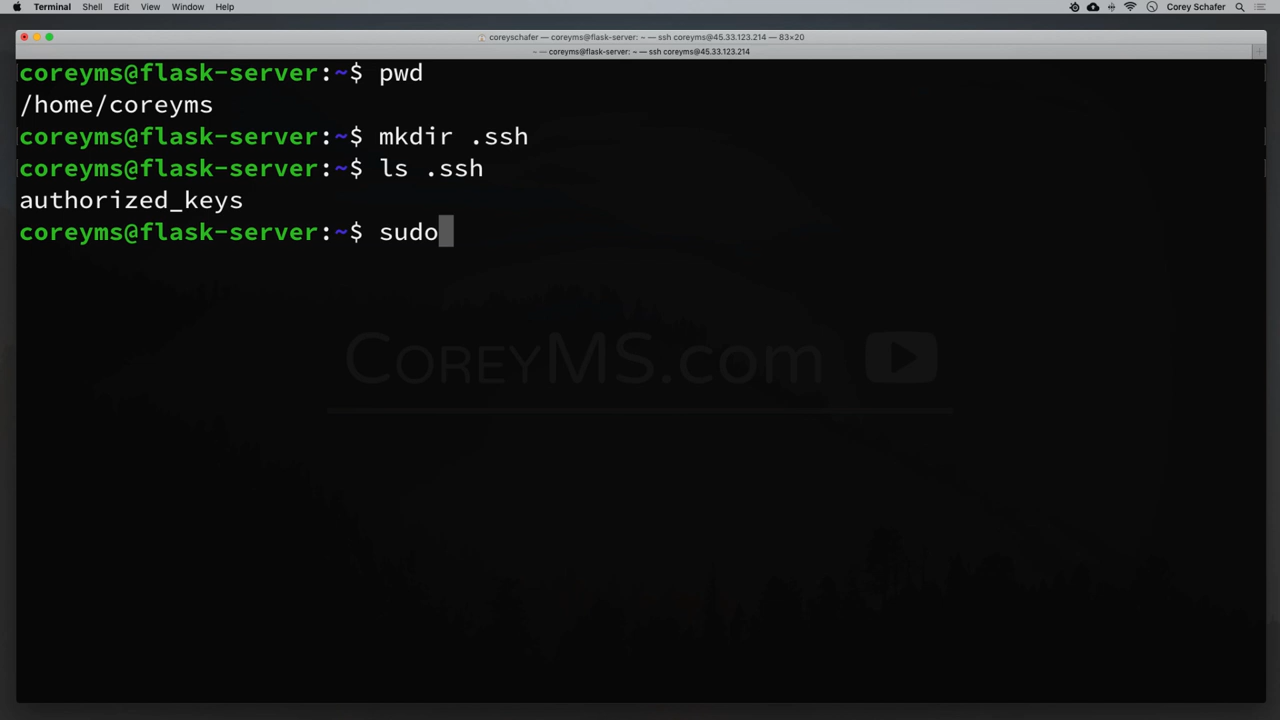 Terminal Shell Edit View Window Help Corey Schafer
coreyschafer — coreyms@flask-server: ~ — ssh coreyms@45.33.123.214 — 83×20
~ — coreyms@flask-server: ~ — ssh coreyms@45.33.123.214
coreyms@flask-server:~$ pwd
/home/coreyms
coreyms@flask-server:~$ mkdir .ssh
coreyms@flask-server:~$ ls .ssh
authorized_keys
coreyms@flask-server:~$ sudo
CoreyMS.com